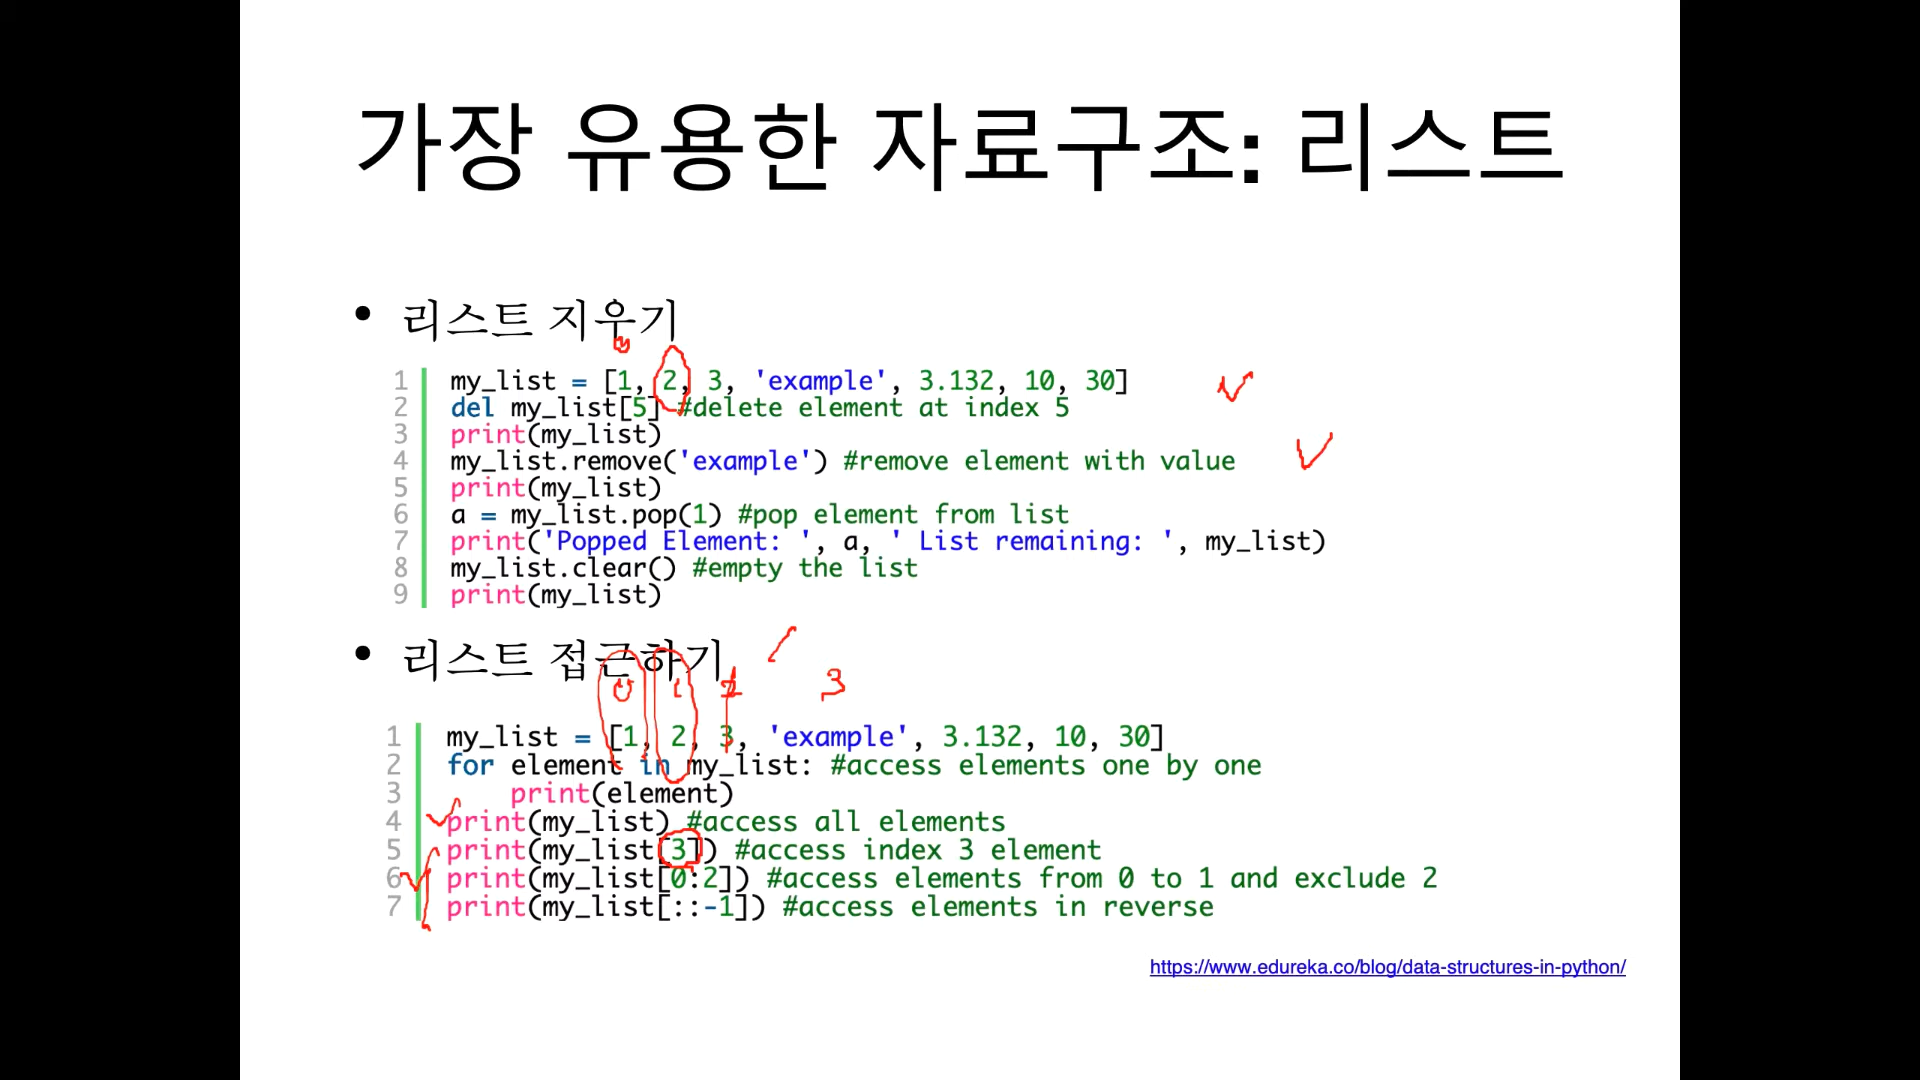 가장 유용한 자료구조: 리스트
• 리스트 지우기
1 my_list = [1, 2, 3, 'example', 3.132, 10, 30]
2 del my_list[5] #delete element at index 5
3 print(my_list)
4 my_list.remove('example') #remove element with value
5 print(my_list)
6 a = my_list.pop(1) #pop element from list
7 print('Popped Element: ', a, ' List remaining: ', my_list)
8 my_list.clear() #empty the list
9 print(my_list)
• 리스트 접근하기
0 1 2 3
1 my_list = [1, 2, 3, 'example', 3.132, 10, 30]
2 for element in my_list: #access elements one by one
3 print(element)
4 print(my_list) #access all elements
5 print(my_list[3]) #access index 3 element
6 print(my_list[0:2]) #access elements from 0 to 1 and exclude 2
7 print(my_list[::-1]) #access elements in reverse
https://www.edureka.co/blog/data-structures-in-python/